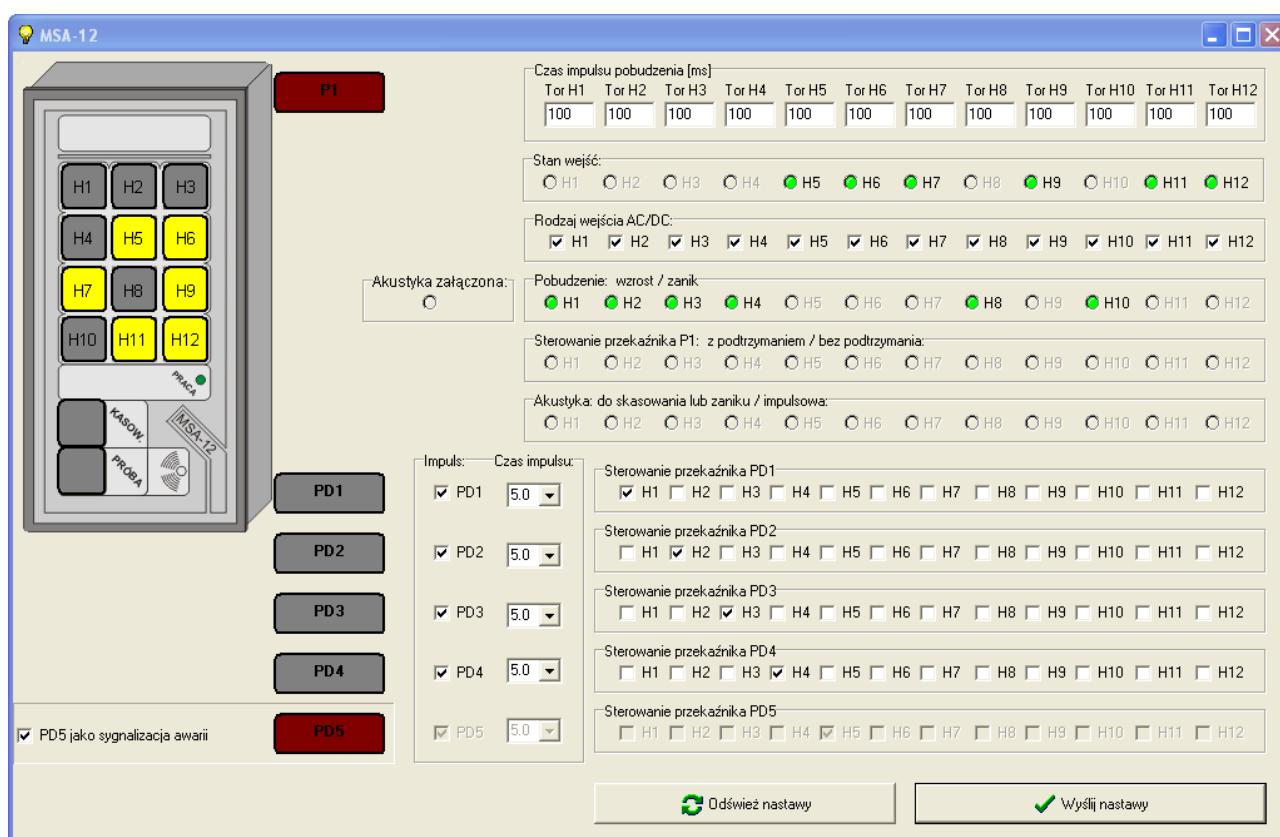 MSA-12
P1
Czas impulsu pobudzenia [ms]
Tor H1 Tor H2 Tor H3 Tor H4 Tor H5 Tor H6 Tor H7 Tor H8 Tor H9 Tor H10 Tor H11 Tor H12
100 100 100 100 100 100 100 100 100 100 100 100
Stan wejść:
H1 H2 H3 H4 H5 H6 H7 H8 H9 H10 H11 H12
Rodzaj wejścia AC/DC:
H1 H2 H3 H4 H5 H6 H7 H8 H9 H10 H11 H12
Akustyka załączona:
Pobudzenie: wzrost / zanik
H1 H2 H3 H4 H5 H6 H7 H8 H9 H10 H11 H12
Sterowanie przekaźnika P1: z podtrzymaniem / bez podtrzymania:
H1 H2 H3 H4 H5 H6 H7 H8 H9 H10 H11 H12
Akustyka: do skasowania lub zaniku / impulsowa:
H1 H2 H3 H4 H5 H6 H7 H8 H9 H10 H11 H12
H1 H2 H3
H4 H5 H6
H7 H8 H9
H10 H11 H12
PRACA
KASOW.
MSA-12
PRÓBA
Impuls: Czas impulsu:
PD1
PD1 5.0
Sterowanie przekaźnika PD1
H1 H2 H3 H4 H5 H6 H7 H8 H9 H10 H11 H12
PD2
PD2 5.0
Sterowanie przekaźnika PD2
H1 H2 H3 H4 H5 H6 H7 H8 H9 H10 H11 H12
PD3
PD3 5.0
Sterowanie przekaźnika PD3
H1 H2 H3 H4 H5 H6 H7 H8 H9 H10 H11 H12
PD4
PD4 5.0
Sterowanie przekaźnika PD4
H1 H2 H3 H4 H5 H6 H7 H8 H9 H10 H11 H12
PD5 jako sygnalizacja awarii
PD5
PD5 5.0
Sterowanie przekaźnika PD5
H1 H2 H3 H4 H5 H6 H7 H8 H9 H10 H11 H12
Odśwież nastawy
Wyślij nastawy